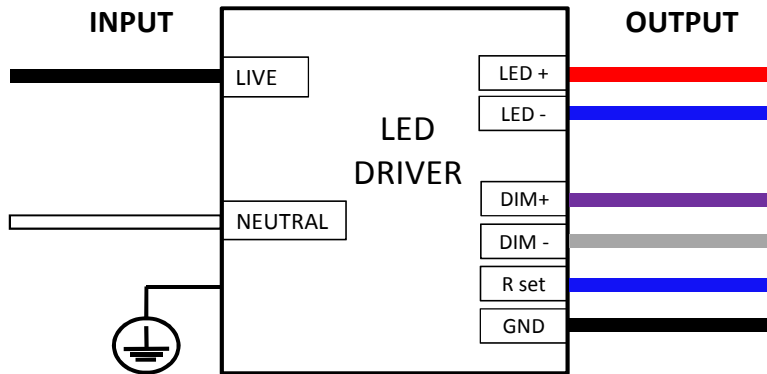 INPUT
OUTPUT
LIVE
LED +
LED -
LED
DRIVER
DIM+
NEUTRAL
DIM -
R set
GND